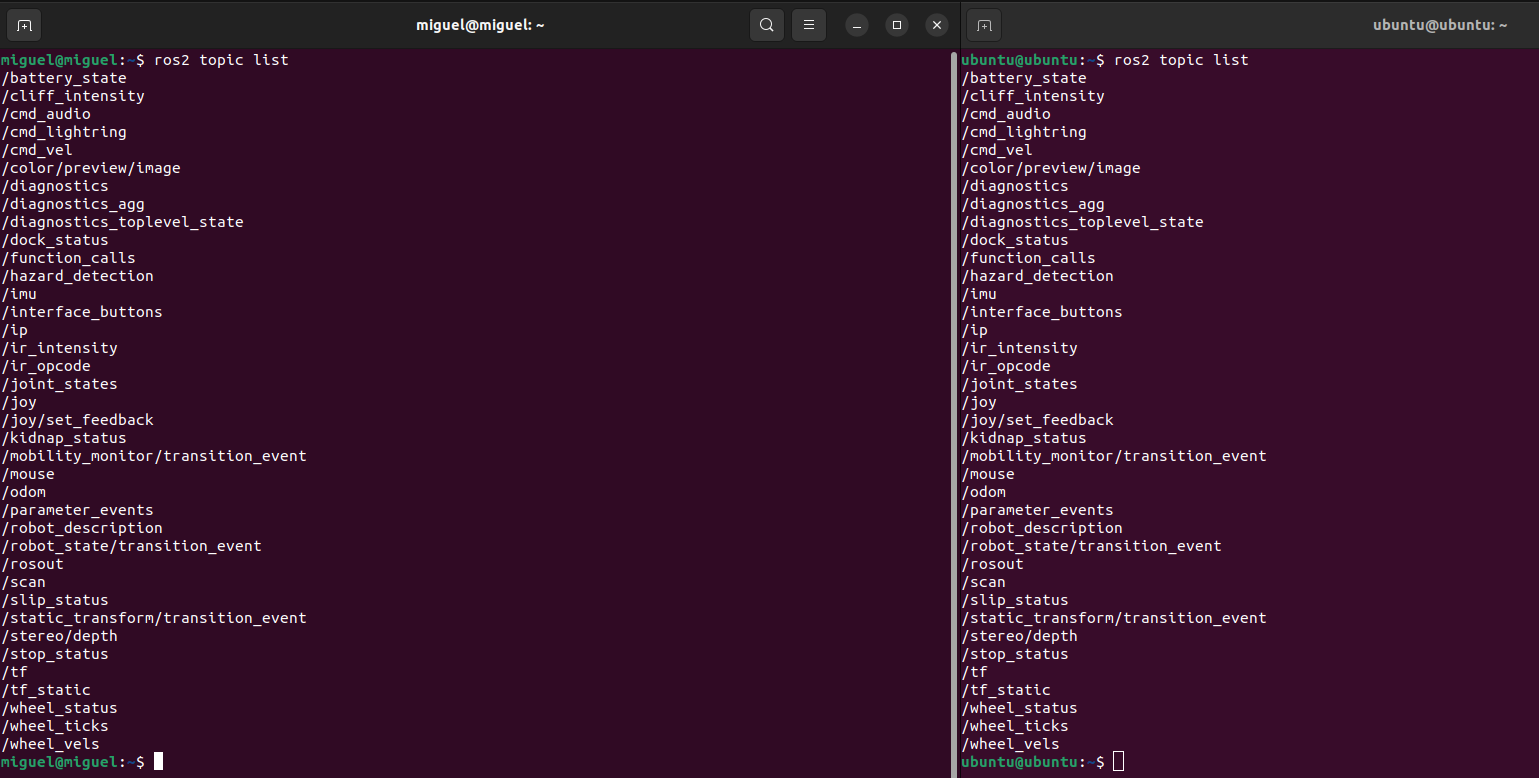 miguel@miguel: ~
miguel@miguel:~$ ros2 topic list
/battery_state
/cliff_intensity
/cmd_audio
/cmd_lightring
/cmd_vel
/color/preview/image
/diagnostics
/diagnostics_agg
/diagnostics_toplevel_state
/dock_status
/function_calls
/hazard_detection
/imu
/interface_buttons
/ip
/ir_intensity
/ir_opcode
/joint_states
/joy
/joy/set_feedback
/kidnap_status
/mobility_monitor/transition_event
/mouse
/odom
/parameter_events
/robot_description
/robot_state/transition_event
/rosout
/scan
/slip_status
/static_transform/transition_event
/stereo/depth
/stop_status
/tf
/tf_static
/wheel_status
/wheel_ticks
/wheel_vels
miguel@miguel:~$
ubuntu@ubuntu: ~
ubuntu@ubuntu:~$ ros2 topic list
/battery_state
/cliff_intensity
/cmd_audio
/cmd_lightring
/cmd_vel
/color/preview/image
/diagnostics
/diagnostics_agg
/diagnostics_toplevel_state
/dock_status
/function_calls
/hazard_detection
/imu
/interface_buttons
/ip
/ir_intensity
/ir_opcode
/joint_states
/joy
/joy/set_feedback
/kidnap_status
/mobility_monitor/transition_event
/mouse
/odom
/parameter_events
/robot_description
/robot_state/transition_event
/rosout
/scan
/slip_status
/static_transform/transition_event
/stereo/depth
/stop_status
/tf
/tf_static
/wheel_status
/wheel_ticks
/wheel_vels
ubuntu@ubuntu:~$